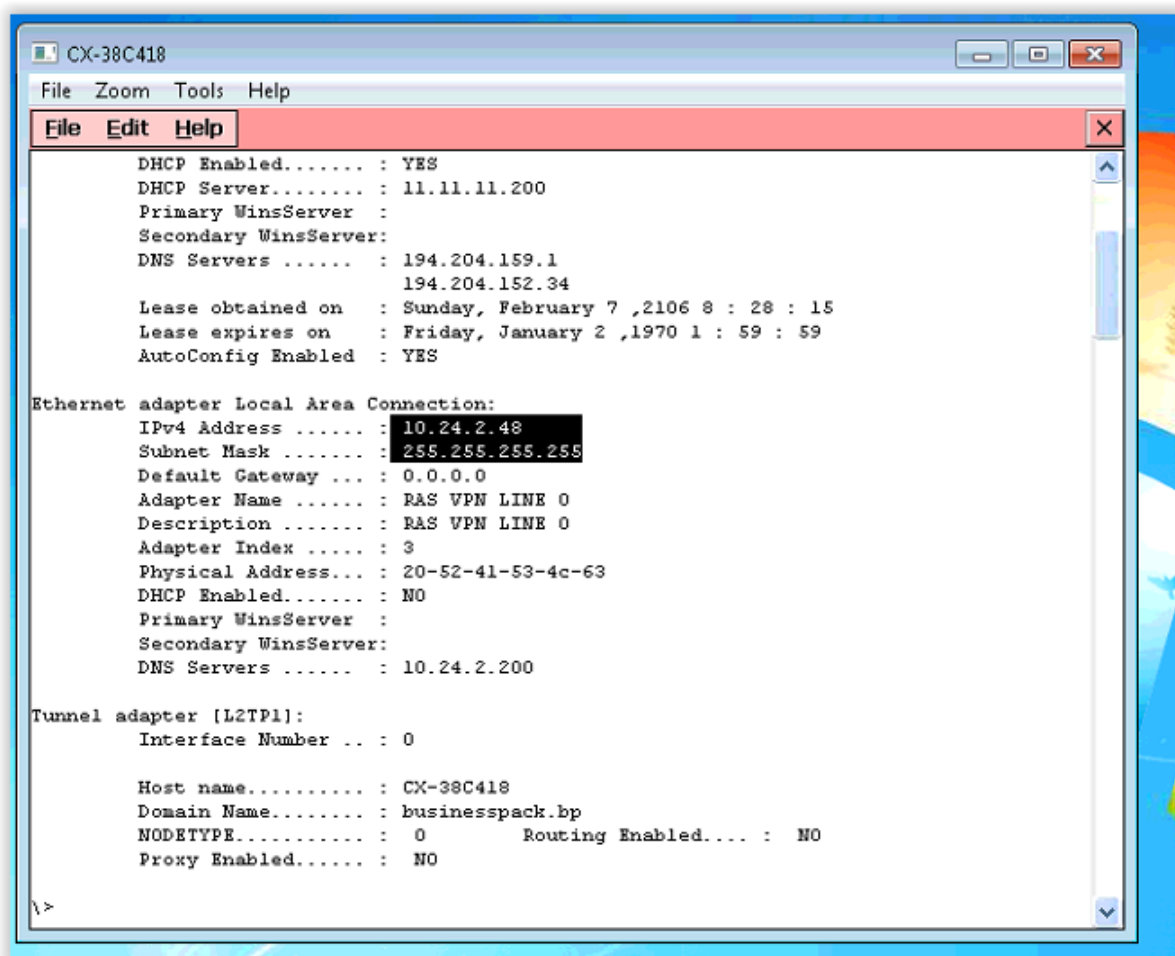 CX-38C418
File Zoom Tools Help
File Edit Help
DHCP Enabled....... : YES
DHCP Server........ : 11.11.11.200
Primary WinsServer :
Secondary WinsServer:
DNS Servers ...... : 194.204.159.1
194.204.152.34
Lease obtained on : Sunday, February 7 ,2106 8 : 28 : 15
Lease expires on : Friday, January 2 ,1970 1 : 59 : 59
AutoConfig Enabled : YES
Ethernet adapter Local Area Connection:
IPv4 Address ...... : 10.24.2.48
Subnet Mask ....... : 255.255.255.255
Default Gateway ... : 0.0.0.0
Adapter Name ...... : RAS VPN LINE 0
Description ....... : RAS VPN LINE 0
Adapter Index ..... : 3
Physical Address... : 20-52-41-53-4c-63
DHCP Enabled....... : NO
Primary WinsServer :
Secondary WinsServer:
DNS Servers ...... : 10.24.2.200
Tunnel adapter [L2TP1]:
Interface Number .. : 0
Host name.......... : CX-38C418
Domain Name........ : businesspack.bp
NODETYPE........... : 0 Routing Enabled.... : NO
Proxy Enabled...... : NO
\>